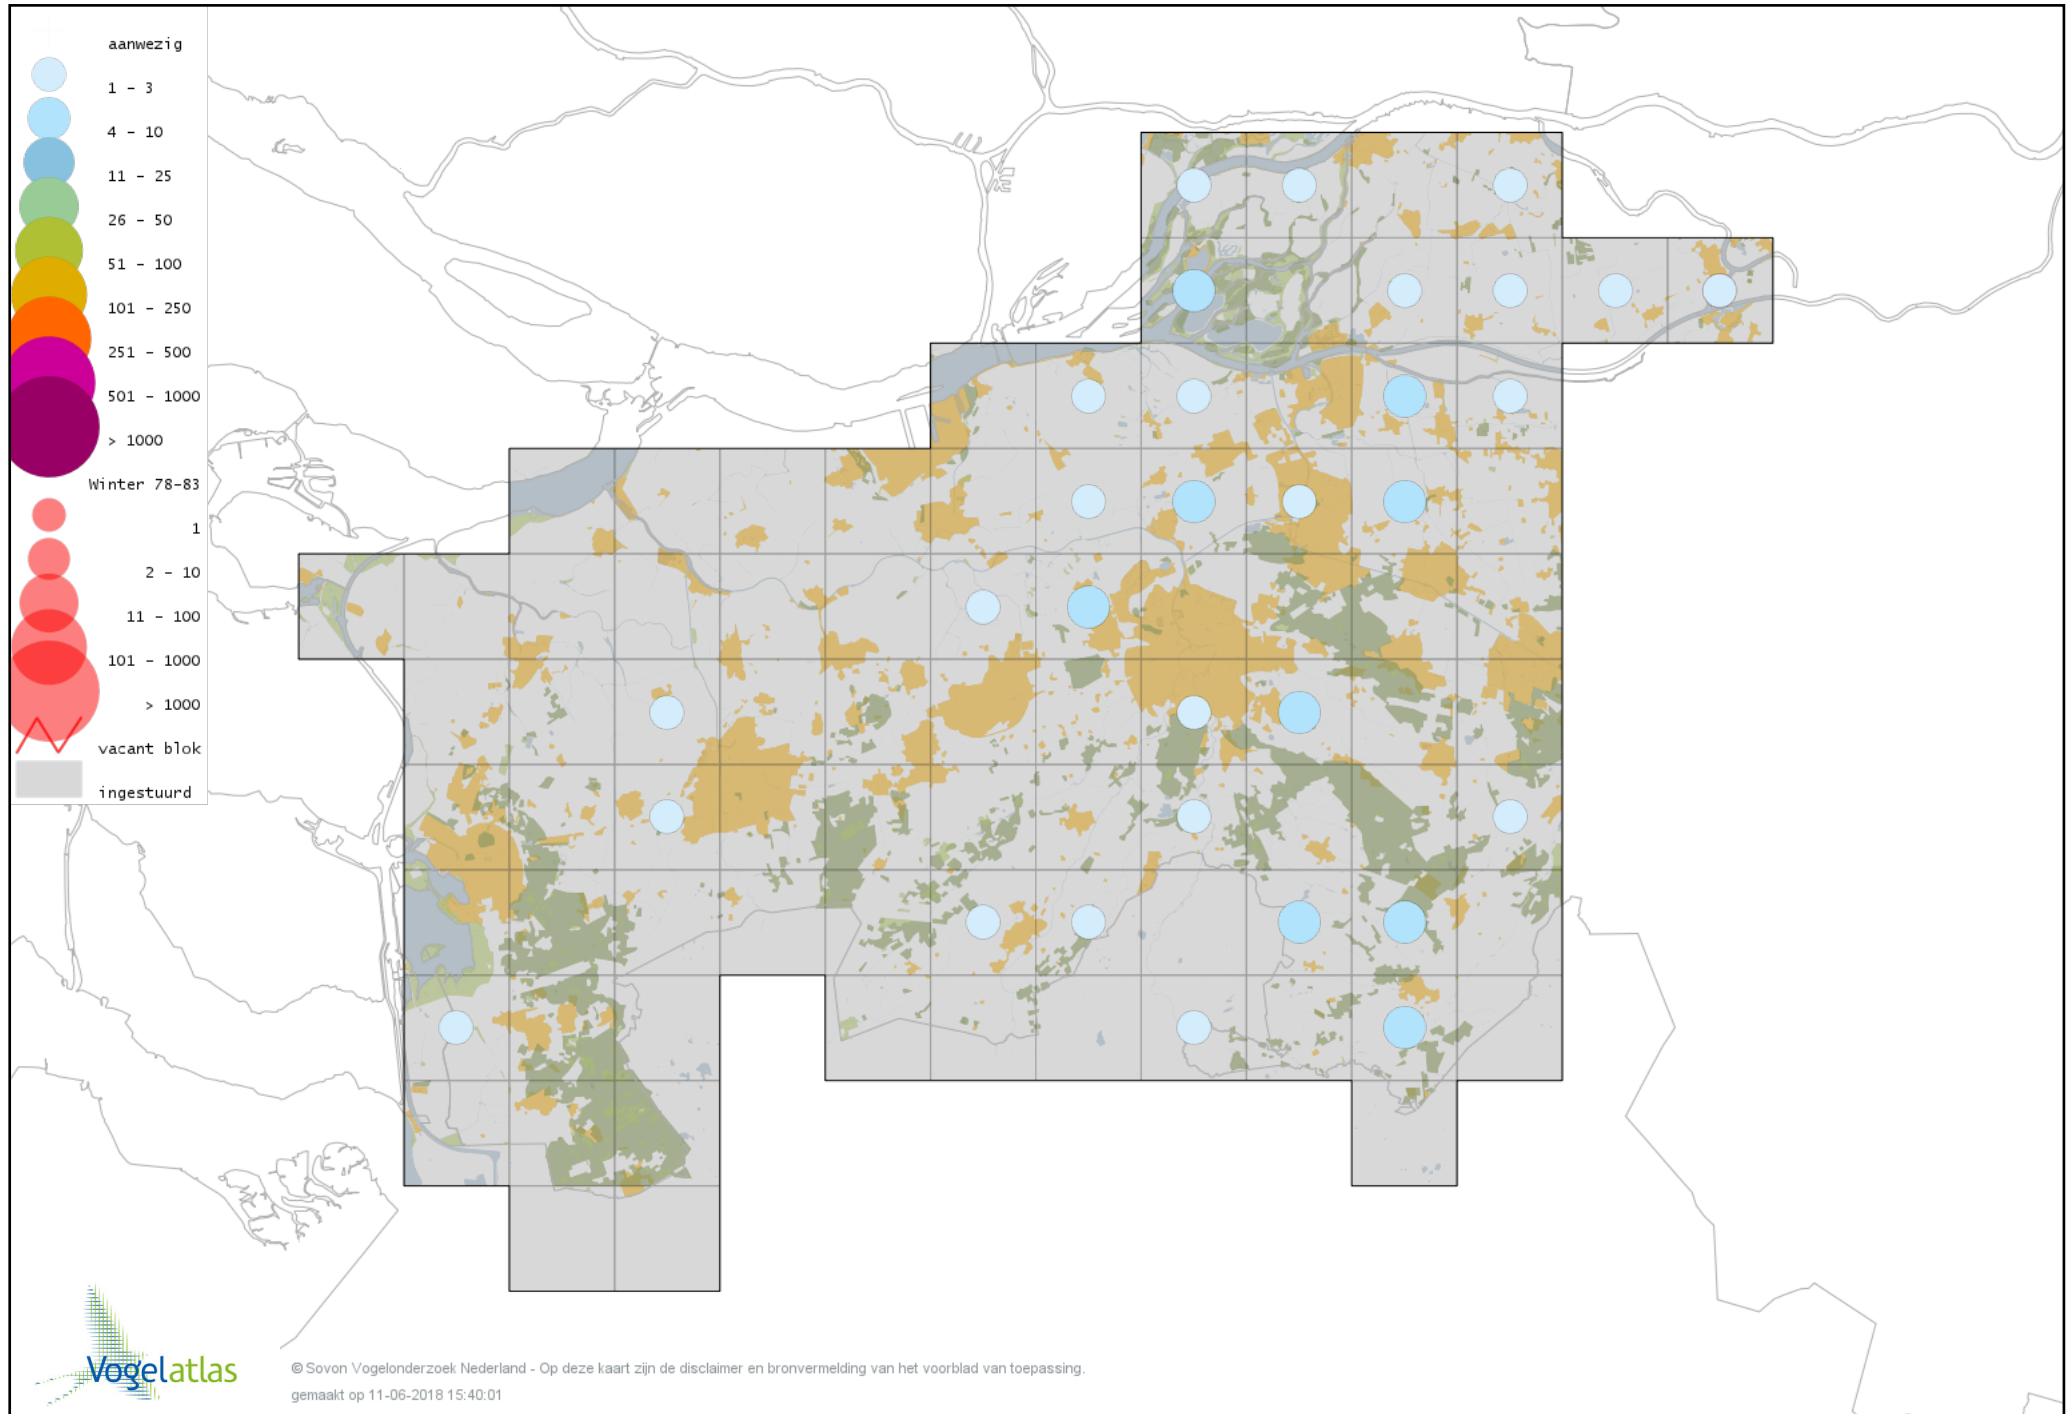 aanwezig
1 - 3
4 - 10
11 - 25
26 - 50
51 - 100
101 - 250
251 - 500
501 - 1000
> 1000
Winter 78-83
1
2 - 10
11 - 100
101 - 1000
> 1000
vacant blok
ingestuurd
Vogelatlas
© Sovon Vogelonderzoek Nederland - Op deze kaart zijn de disclaimer en bronvermelding van het voorblad van toepassing.
gemaakt op 11-06-2018 15:40:01